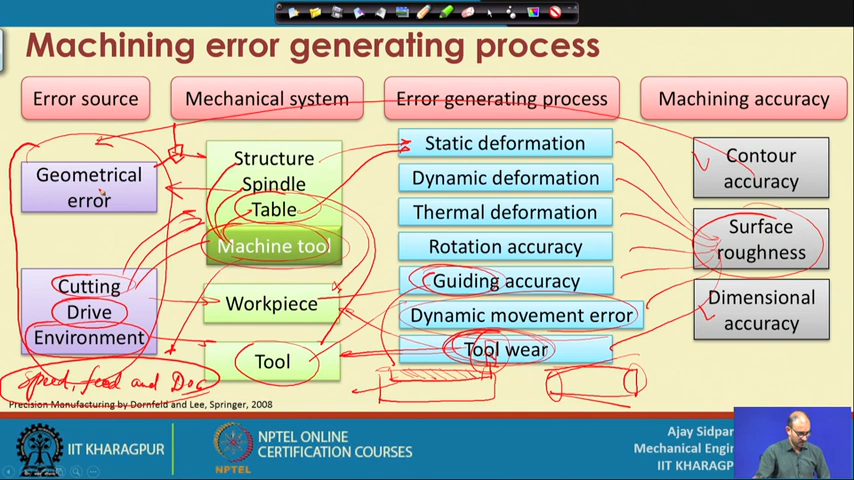 Machining error generating process
Error source
Mechanical system
Error generating process
Machining accuracy
Geometrical
error
Cutting
Drive
Environment
Speed, feed and Doc
Structure
Spindle
Table
Machine tool
Workpiece
Tool
Static deformation
Dynamic deformation
Thermal deformation
Rotation accuracy
Guiding accuracy
Dynamic movement error
Tool wear
Contour
accuracy
Surface
roughness
Dimensional
accuracy
Precision Manufacturing by Dornfeld and Lee, Springer, 2008
IIT KHARAGPUR
NPTEL
NPTEL ONLINE
CERTIFICATION COURSES
Ajay Sidpar
Mechanical Engin
IIT KHARAGP